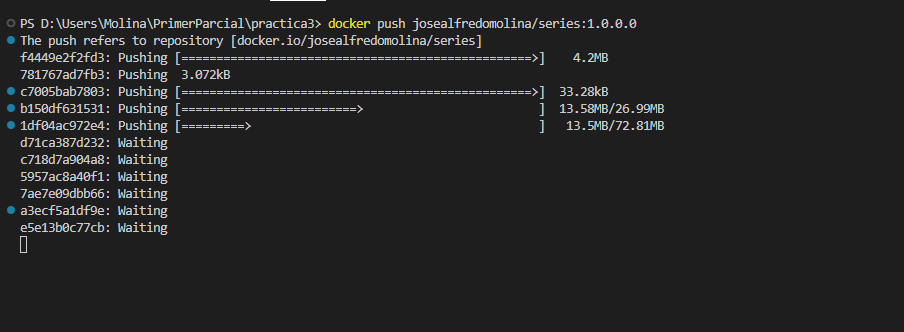 PS D:\Users\Molina\PrimerParcial\practica3> docker push josealfredomolina/series:1.0.0.0
The push refers to repository [docker.io/josealfredomolina/series]
f4449e2f2fd3: Pushing [==================================================>]    4.2MB
781767ad7fb3: Pushing  3.072kB
c7005bab7803: Pushing [==================================================>]  33.28kB
b150df631531: Pushing [=========================>                         ]  13.58MB/26.99MB
1df04ac972e4: Pushing [=========>                                         ]   13.5MB/72.81MB
d71ca387d232: Waiting
c718d7a904a8: Waiting
5957ac8a40f1: Waiting
7ae7e09dbb66: Waiting
a3ecf5a1df9e: Waiting
e5e13b0c77cb: Waiting